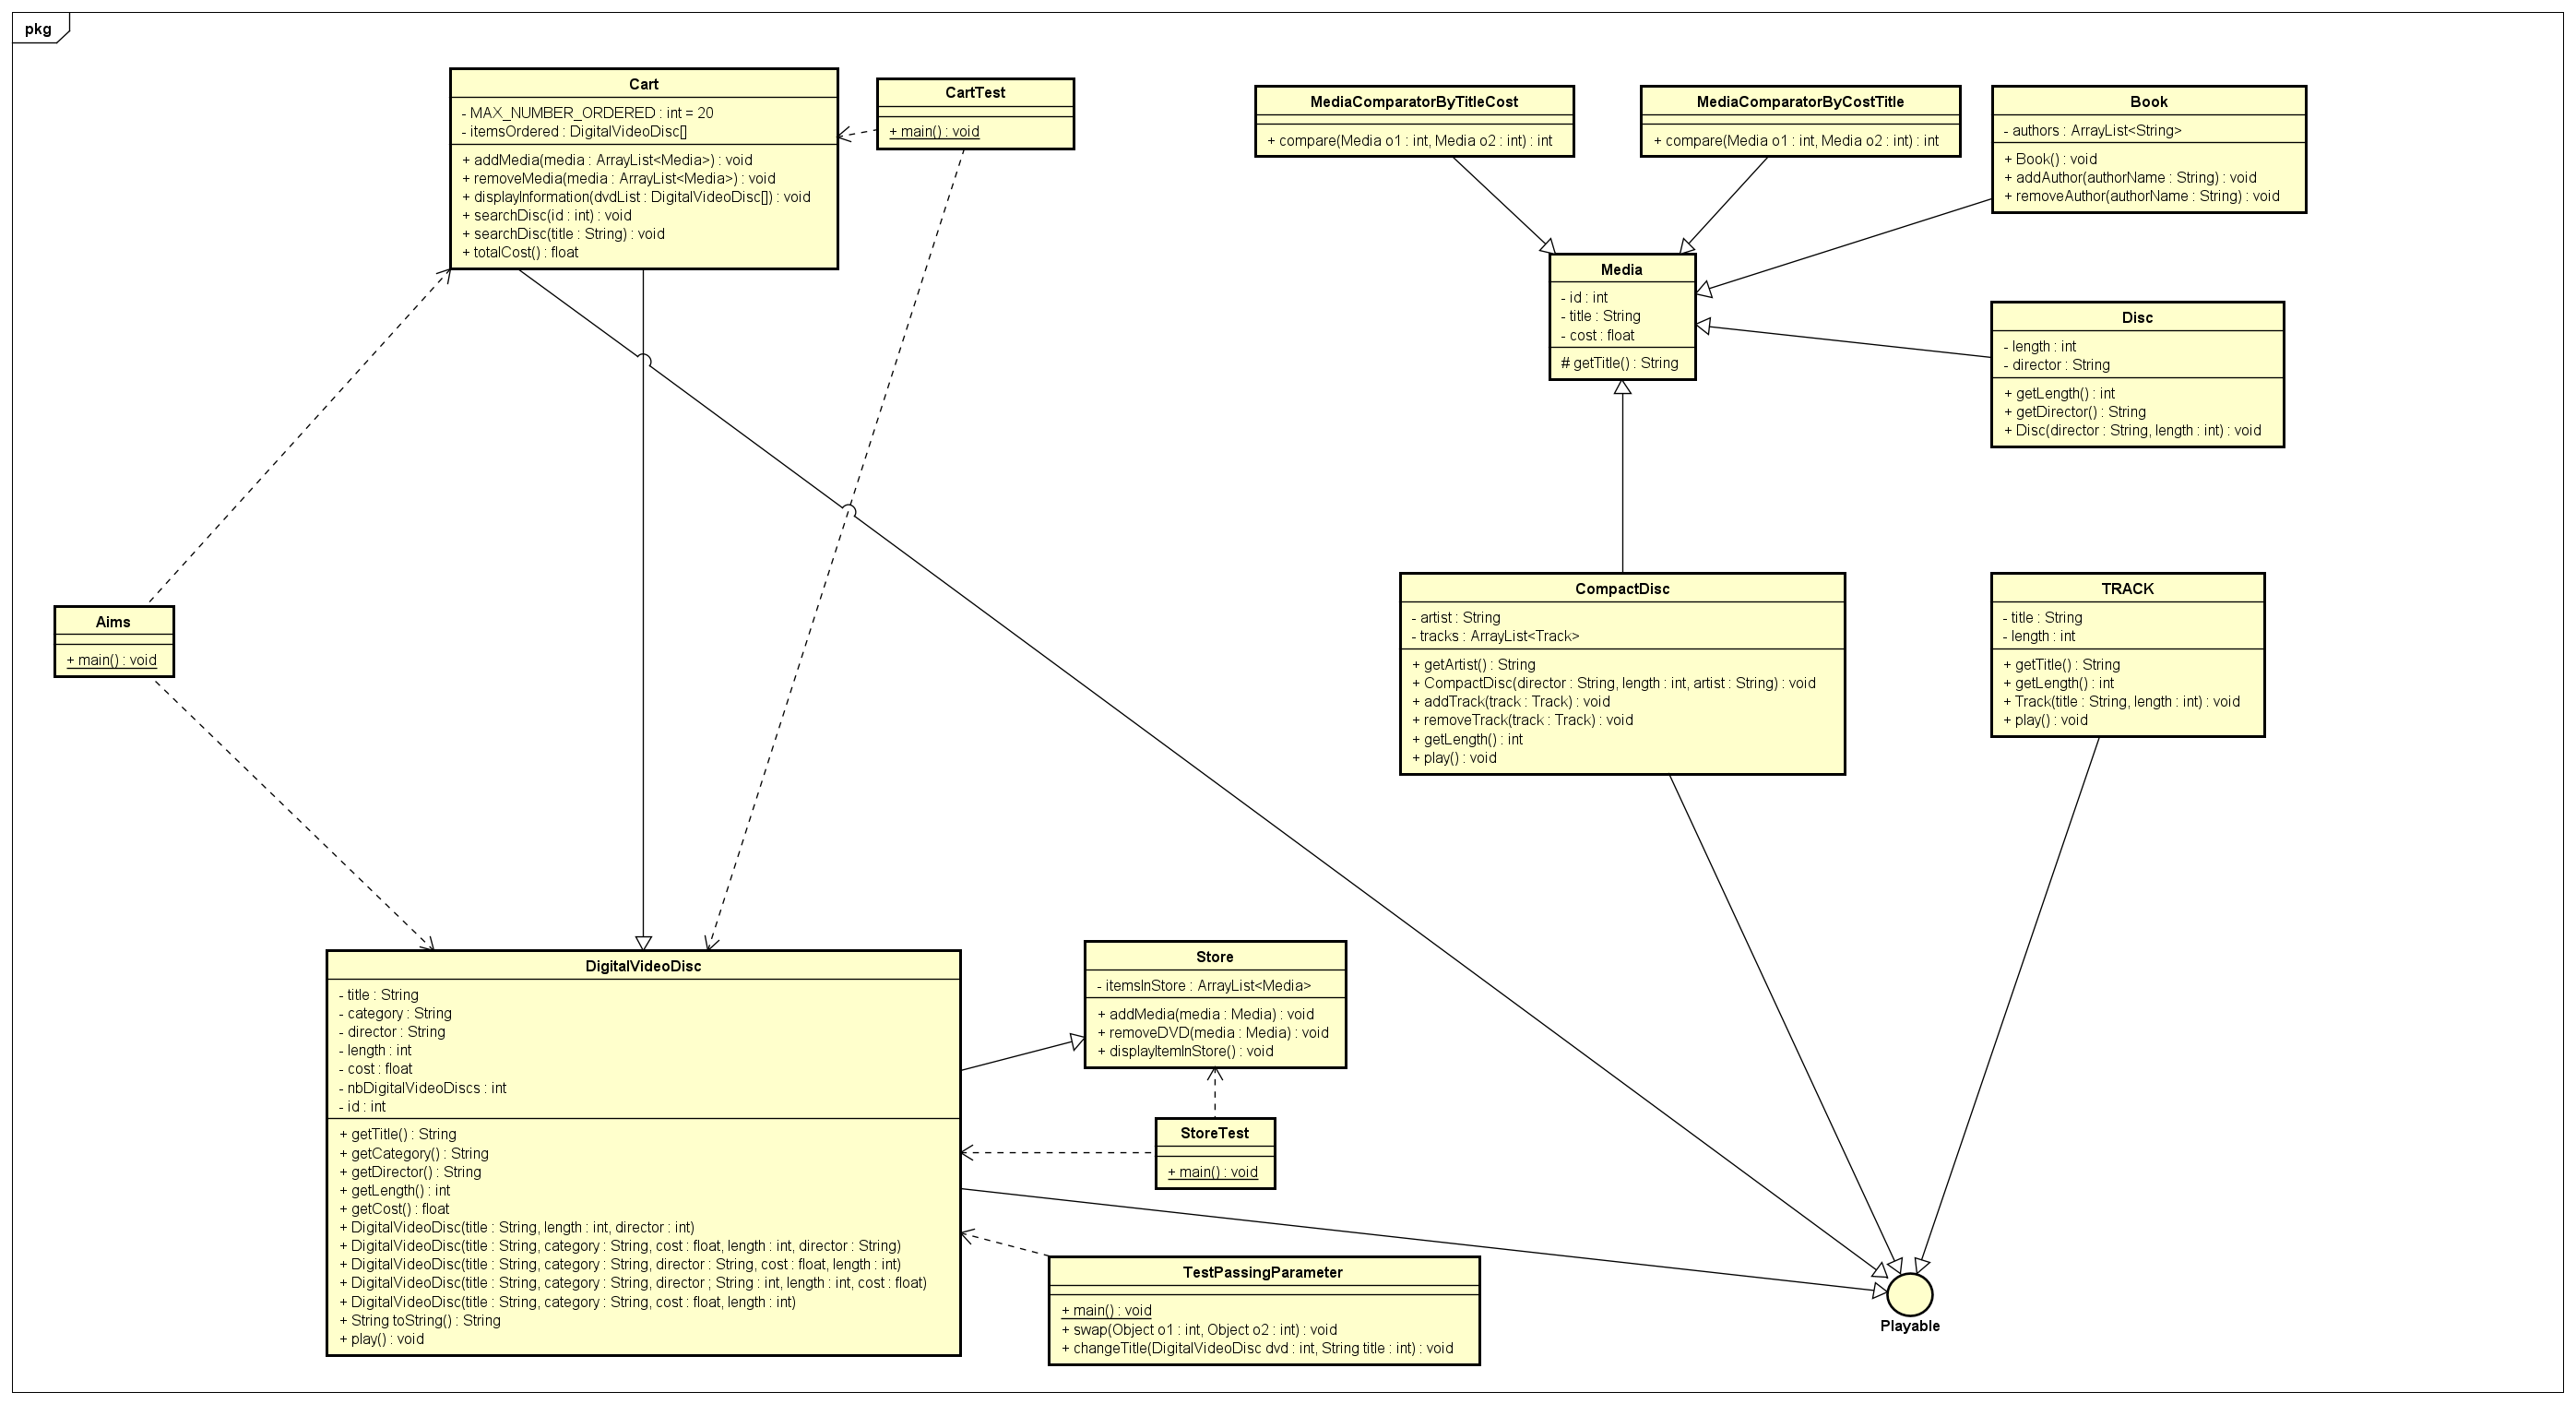 pkg
Cart
- MAX_NUMBER_ORDERED : int = 20
- itemsOrdered : DigitalVideoDisc[]
+ addMedia(media : ArrayList<Media>) : void
+ removeMedia(media : ArrayList<Media>) : void
+ displayInformation(dvdList : DigitalVideoDisc[]) : void
+ searchDisc(id : int) : void
+ searchDisc(title : String) : void
+ totalCost() : float
CartTest
+ main() : void
MediaComparatorByTitleCost
+ compare(Media o1 : int, Media o2 : int) : int
MediaComparatorByCostTitle
+ compare(Media o1 : int, Media o2 : int) : int
Book
- authors : ArrayList<String>
+ Book() : void
+ addAuthor(authorName : String) : void
+ removeAuthor(authorName : String) : void
Media
- id : int
- title : String
- cost : float
# getTitle() : String
Disc
- length : int
- director : String
+ getLength() : int
+ getDirector() : String
+ Disc(director : String, length : int) : void
Aims
+ main() : void
CompactDisc
- artist : String
- tracks : ArrayList<Track>
+ getArtist() : String
+ CompactDisc(director : String, length : int, artist : String) : void
+ addTrack(track : Track) : void
+ removeTrack(track : Track) : void
+ getLength() : int
+ play() : void
TRACK
- title : String
- length : int
+ getTitle() : String
+ getLength() : int
+ Track(title : String, length : int) : void
+ play() : void
DigitalVideoDisc
- title : String
- category : String
- director : String
- length : int
- cost : float
- nbDigitalVideoDiscs : int
- id : int
+ getTitle() : String
+ getCategory() : String
+ getDirector() : String
+ getLength() : int
+ getCost() : float
+ DigitalVideoDisc(title : String, length : int, director : int)
+ DigitalVideoDisc(title : String, category : String, cost : float, length : int, director : String)
+ DigitalVideoDisc(title : String, category : String, director : String, cost : float, length : int)
+ DigitalVideoDisc(title : String, category : String, director ; String : int, length : int, cost : float)
+ DigitalVideoDisc(title : String, category : String, cost : float, length : int)
+ String toString() : String
+ play() : void
Store
- itemsInStore : ArrayList<Media>
+ addMedia(media : Media) : void
+ removeDVD(media : Media) : void
+ displayItemInStore() : void
StoreTest
+ main() : void
TestPassingParameter
+ main() : void
+ swap(Object o1 : int, Object o2 : int) : void
+ changeTitle(DigitalVideoDisc dvd : int, String title : int) : void
Playable